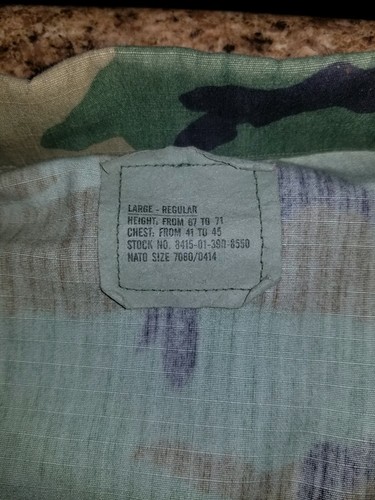 LARGE - REGULAR
HEIGHT: FROM 67 TO 71
CHEST: FROM 41 TO 45
STOCK NO. 8415-01-390-8550
NATO SIZE 7080/0414